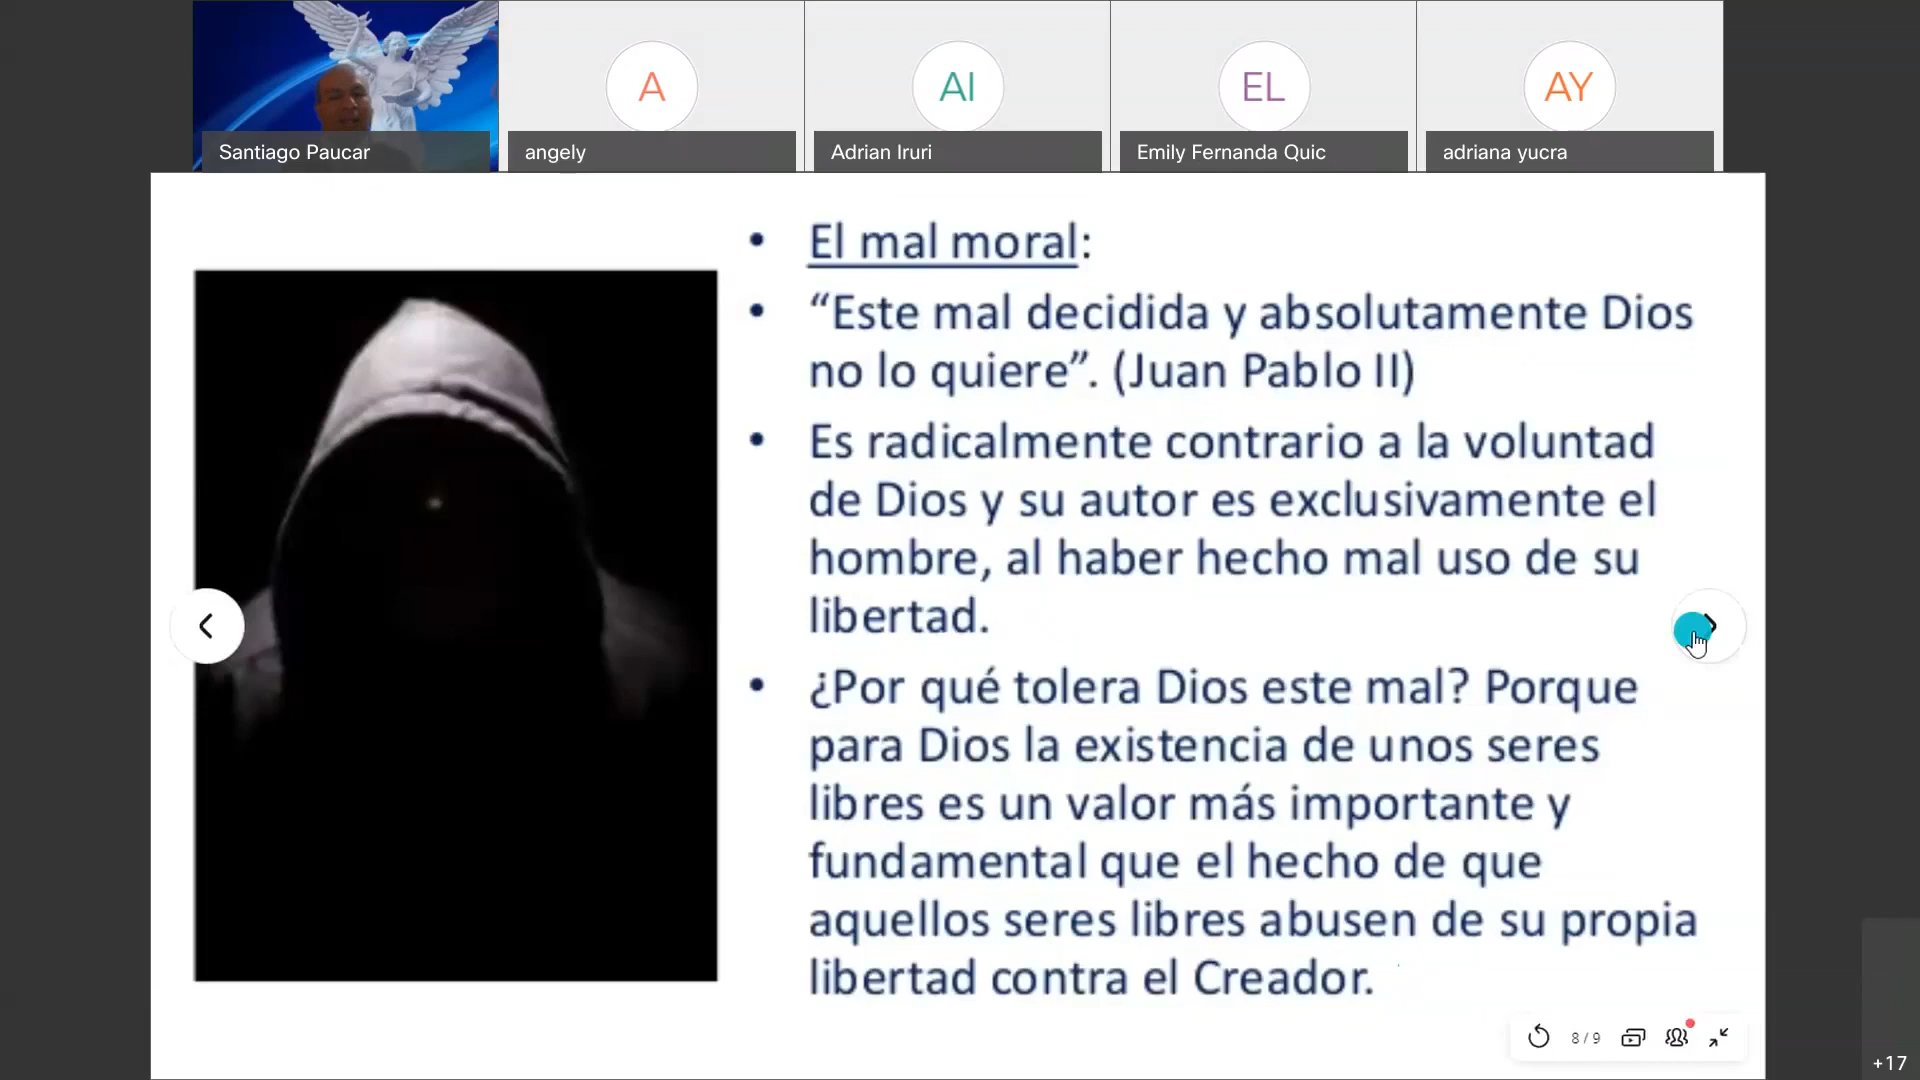 A
AI
EL
AY
Santiago Paucar
angely
Adrian Iruri
Emily Fernanda Quic
adriana yucra
• El mal moral:
• “Este mal decidida y absolutamente Dios
no lo quiere”. (Juan Pablo II)
• Es radicalmente contrario a la voluntad
de Dios y su autor es exclusivamente el
hombre, al haber hecho mal uso de su
libertad.
• ¿Por qué tolera Dios este mal? Porque
para Dios la existencia de unos seres
libres es un valor más importante y
fundamental que el hecho de que
aquellos seres libres abusen de su propia
libertad contra el Creador.
8/9
+17